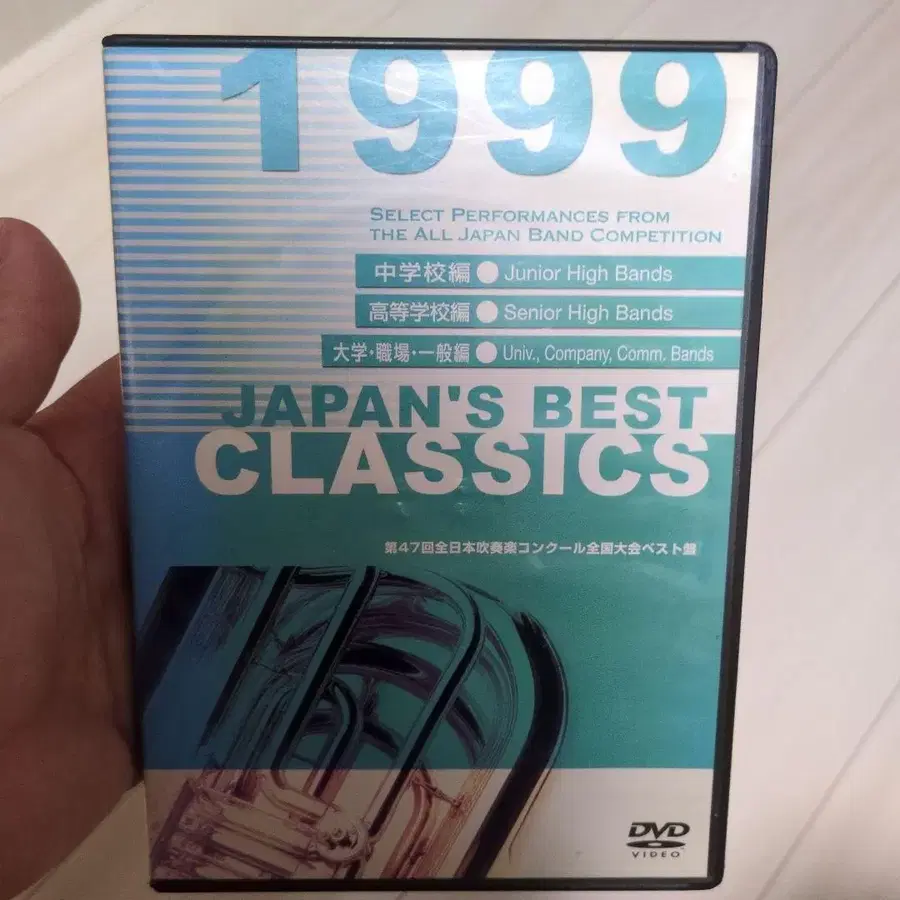 1999
SELECT PERFORMANCES FROM
THE ALL JAPAN BAND COMPETITION
中学校編●Junior High Bands
高等学校編●Senior High Bands
大学・職場・一般編●Univ., Company, Comm. Bands
JAPAN'S BEST
CLASSICS
第47回全日本吹奏楽コンクール全国大会ベスト盤
DVD
VIDEO